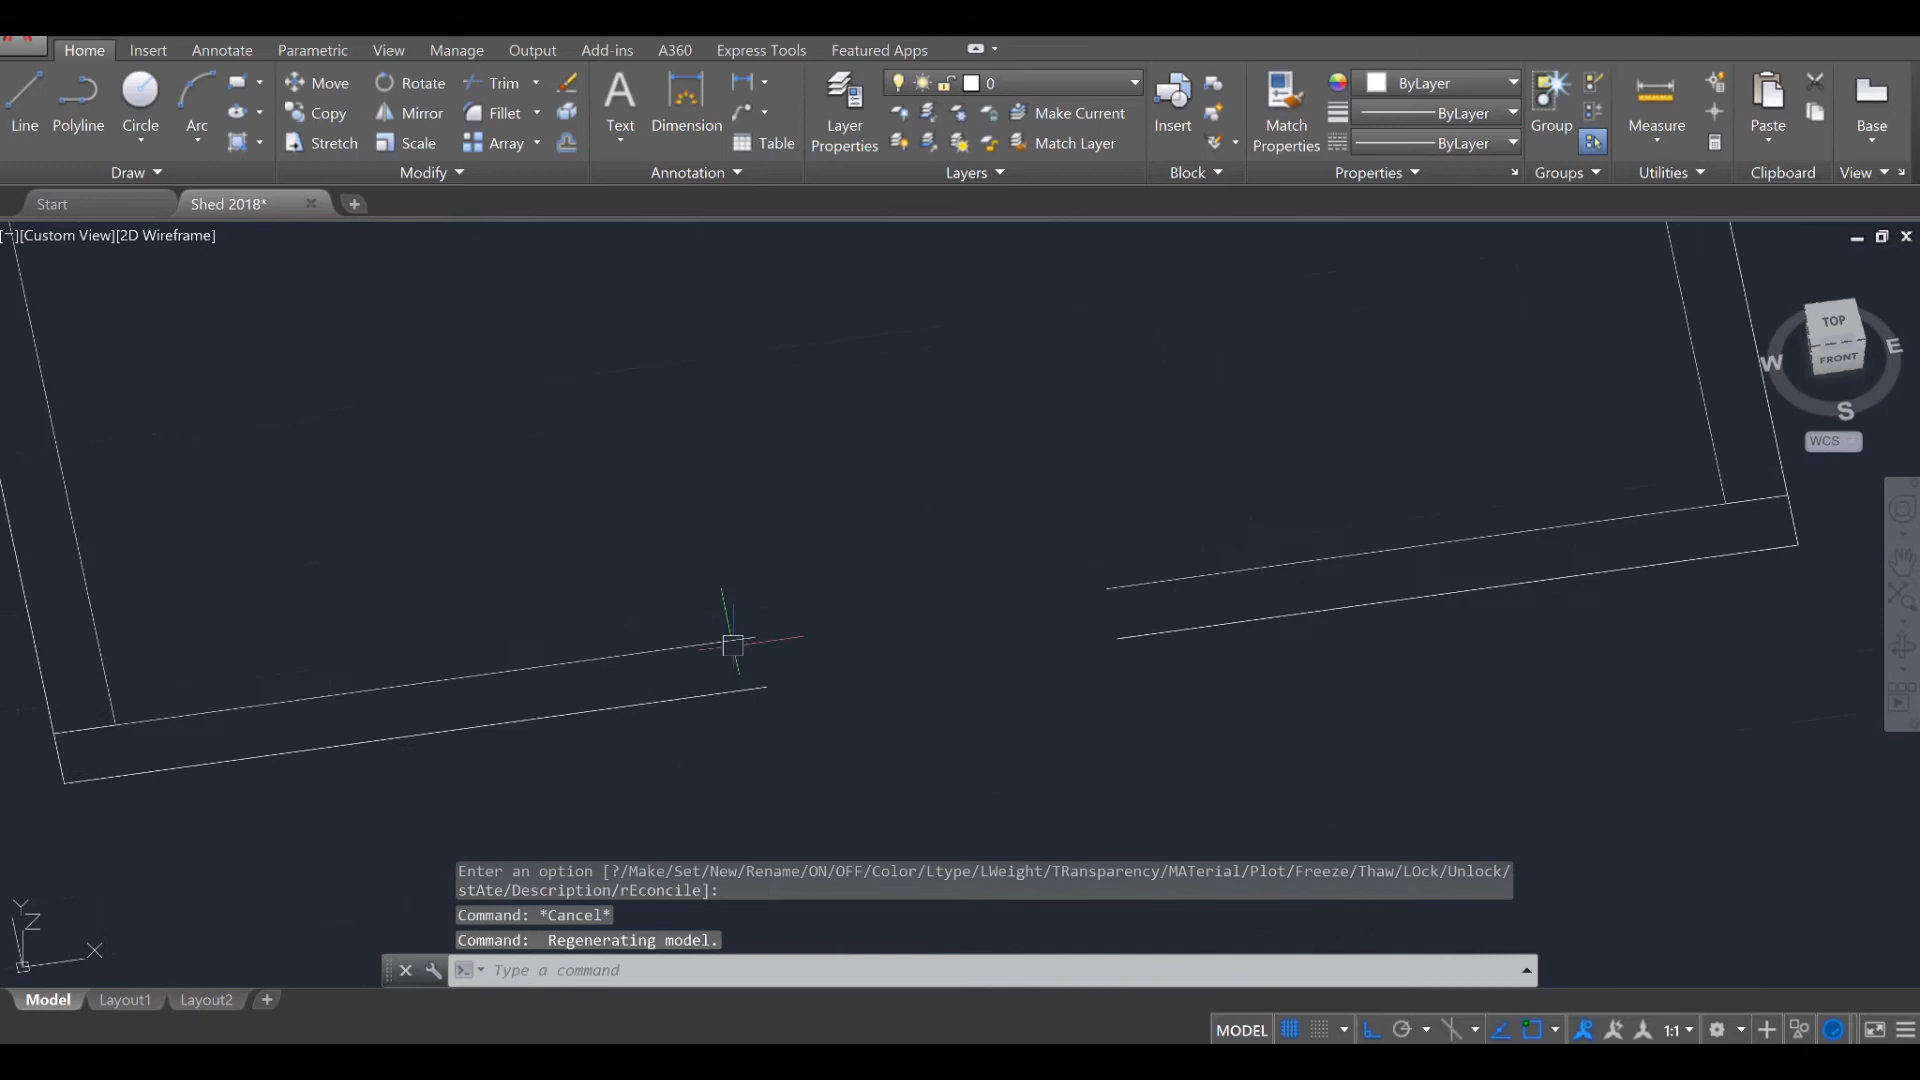 Home Insert Annotate Parametric View Manage Output Add-ins A360 Express Tools Featured Apps
Line Polyline Circle Arc
Move Rotate Trim
Copy Mirror Fillet
Stretch Scale Array
Text Dimension Table
Layer Properties
0
Make Current
Match Layer
Insert
Match Properties
ByLayer
ByLayer
ByLayer
Group
Measure
Paste
Base
Draw Modify Annotation Layers Block Properties Groups Utilities Clipboard View
Start Shed 2018*
[−][Custom View][2D Wireframe]
TOP
FRONT
W E
S
WCS
Enter an option [?/Make/Set/New/Rename/ON/OFF/Color/Ltype/LWeight/TRansparency/MATerial/Plot/Freeze/Thaw/LOck/Unlock/
stAte/Description/rEconcile]:
Command: *Cancel*
Command:  Regenerating model.
Type a command
Y
Z
X
Model Layout1 Layout2
MODEL 1:1